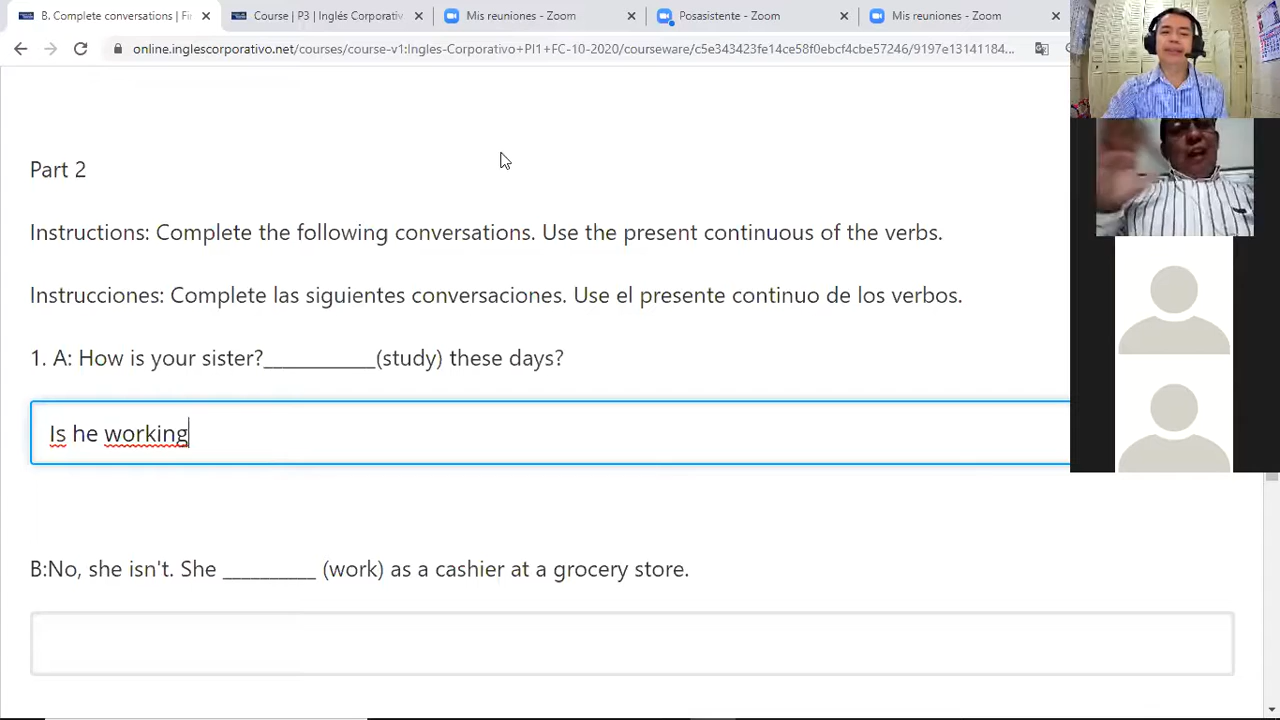 B. Complete conversations | Fi
Course | P3 | Inglés Corporativ
Mis reuniones - Zoom
Posasistente - Zoom
Mis reuniones - Zoom
online.inglescorporativo.net/courses/course-v1:Ingles-Corporativo+PI1+FC-10-2020/courseware/c5e343423fe14ce58f0ebcf4cbe57246/9197e13141184...
Part 2
Instructions: Complete the following conversations. Use the present continuous of the verbs.
Instrucciones: Complete las siguientes conversaciones. Use el presente continuo de los verbos.
1. A: How is your sister?___________(study) these days?
Is he working
B:No, she isn't. She __________ (work) as a cashier at a grocery store.